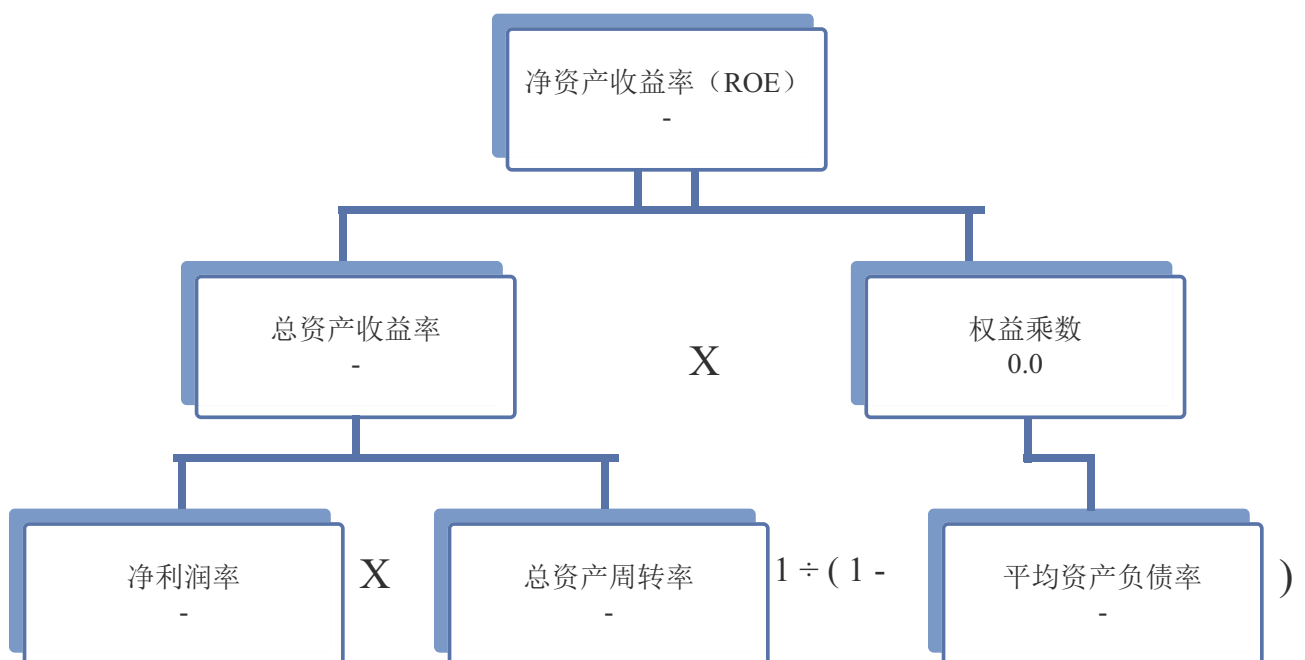 净资产收益率（ROE）
-
总资产收益率
-
X
权益乘数
0.0
净利润率
-
X
总资产周转率
-
1 ÷ ( 1 -
平均资产负债率
-
)